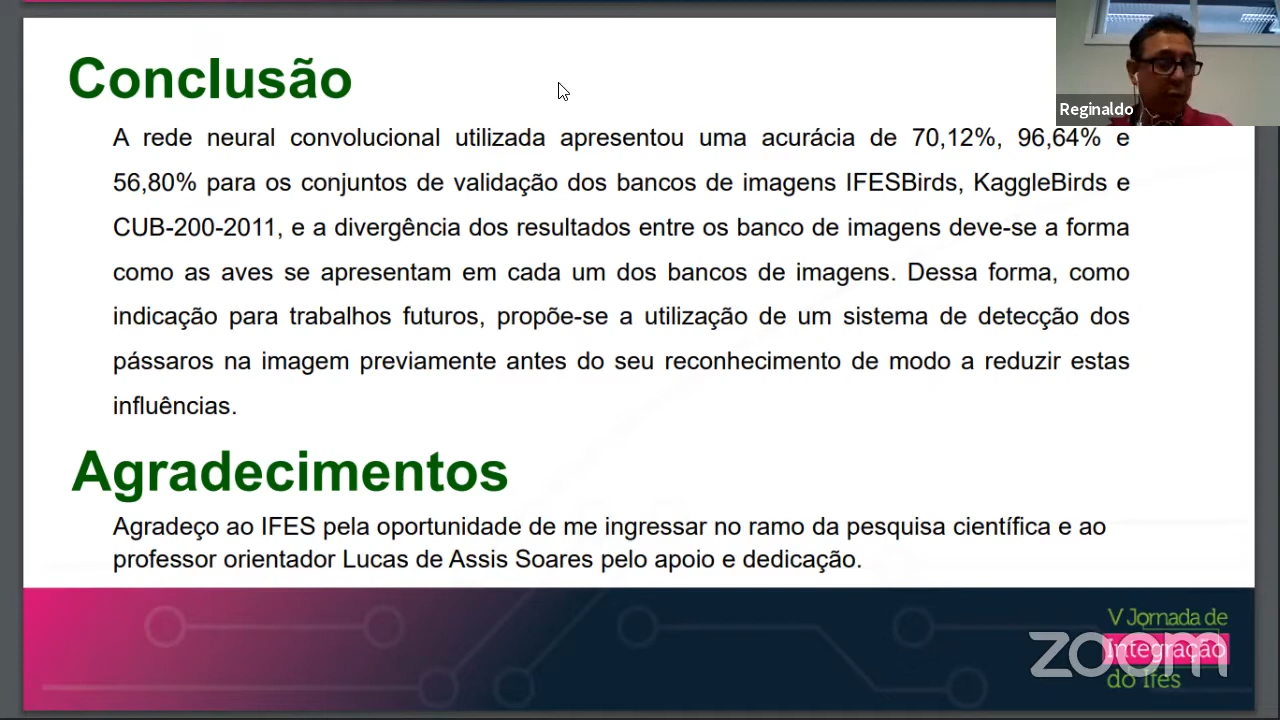 Conclusão
Reginaldo
A rede neural convolucional utilizada apresentou uma acurácia de 70,12%, 96,64% e
56,80% para os conjuntos de validação dos bancos de imagens IFESBirds, KaggleBirds e
CUB-200-2011, e a divergência dos resultados entre os banco de imagens deve-se a forma
como as aves se apresentam em cada um dos bancos de imagens. Dessa forma, como
indicação para trabalhos futuros, propõe-se a utilização de um sistema de detecção dos
pássaros na imagem previamente antes do seu reconhecimento de modo a reduzir estas
influências.
Agradecimentos
Agradeço ao IFES pela oportunidade de me ingressar no ramo da pesquisa científica e ao
professor orientador Lucas de Assis Soares pelo apoio e dedicação.
V Jornada de
Integração
do Ifes
zoom